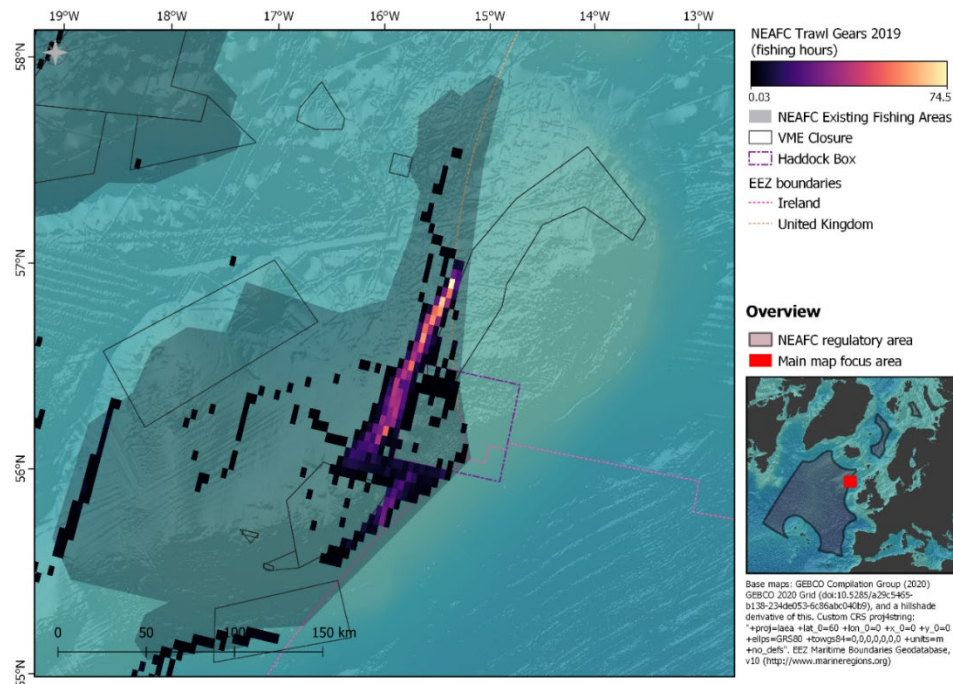 19°W
18°W
17°W
16°W
15°W
14°W
13°W
58°N
57°N
56°N
55°N
0
50
100
150 km
NEAFC Trawl Gears 2019
(fishing hours)
0.03
74.5
NEAFC Existing Fishing Areas
VME Closure
Haddock Box
EEZ boundaries
Ireland
United Kingdom
Overview
NEAFC regulatory area
Main map focus area
Base maps: GEBCO Compilation Group (2020)
GEBCO 2020 Grid (doi:10.5285/a29c5465-
b138-234de053-6c86abc040b9), and a hillshade
derivative of this. Custom CRS proj4string:
"+proj=laea +lat_0=60 +lon_0=0 +x_0=0 +y_0=0
+ellps=GRS80 +towgs84=0,0,0,0,0,0,0 +units=m
+no_defs". EEZ Maritime Boundaries Geodatabase,
v10 (http://www.marineregions.org)